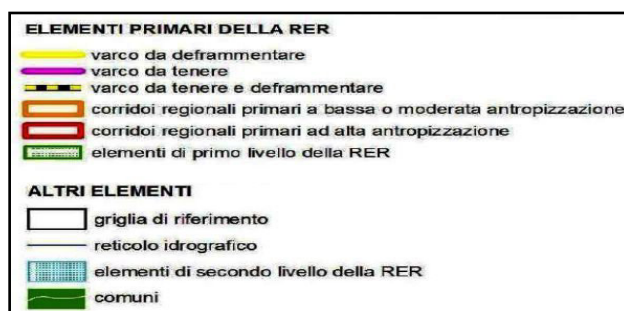 ELEMENTI PRIMARI DELLA RER
varco da deframmentare
varco da tenere
varco da tenere e deframmentare
corridoi regionali primari a bassa o moderata antropizzazione
corridoi regionali primari ad alta antropizzazione
elementi di primo livello della RER
ALTRI ELEMENTI
griglia di riferimento
reticolo idrografico
elementi di secondo livello della RER
comuni